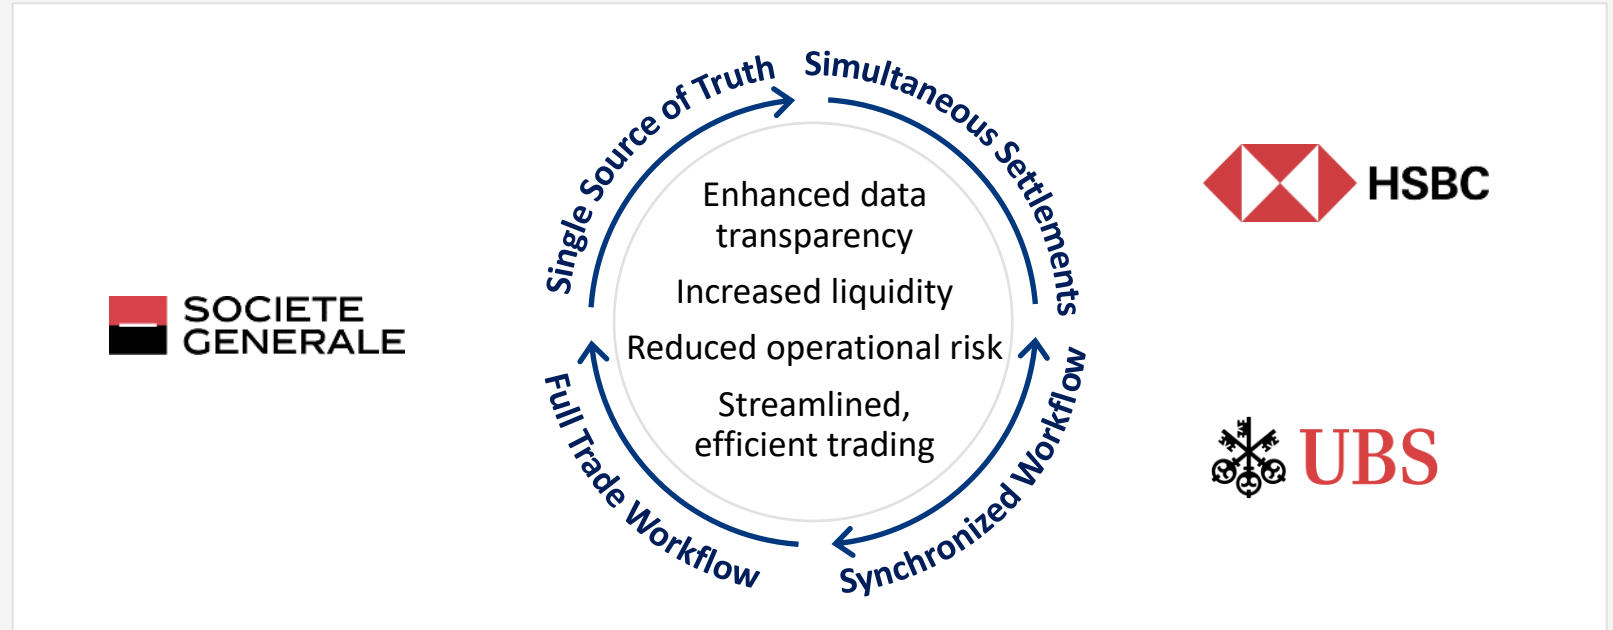 Single Source of Truth
Simultaneous Settlements
Enhanced data
transparency
Increased liquidity
Reduced operational risk
Streamlined,
efficient trading
Full Trade Workflow
Synchronized Workflow
SOCIETE
GENERALE
HSBC
UBS